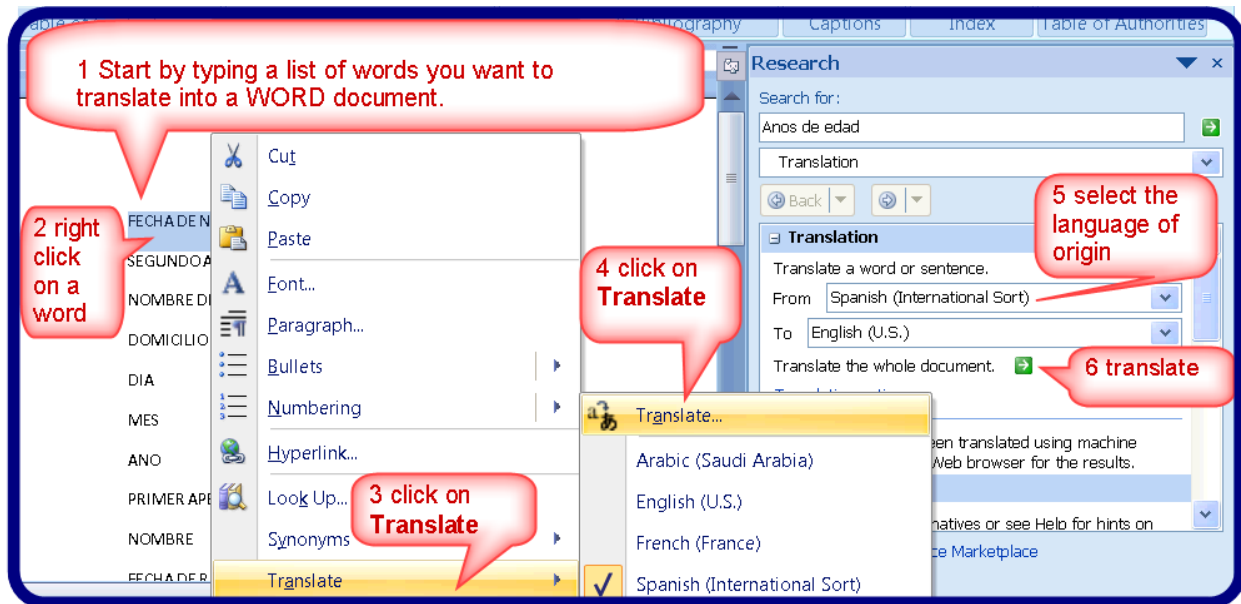 Captions
Index
Table of Authorities
1 Start by typing a list of words you want to
translate into a WORD document.
2 right
click
on a
word
FECHA DE N
SEGUNDO A
NOMBRE DE
DOMICILIO
DIA
MES
ANO
PRIMER APE
NOMBRE
FECHA DE R
Cut
Copy
Paste
Font...
Paragraph...
Bullets
Numbering
Hyperlink...
Look Up...
Synonyms
Translate
3 click on
Translate
4 click on
Translate
Translate...
Arabic (Saudi Arabia)
English (U.S.)
French (France)
Spanish (International Sort)
Research
Search for:
Anos de edad
Translation
Back
Translation
Translate a word or sentence.
From Spanish (International Sort)
To English (U.S.)
Translate the whole document.
5 select the
language of
origin
6 translate
een translated using machine
Web browser for the results.
natives or see Help for hints on
ce Marketplace